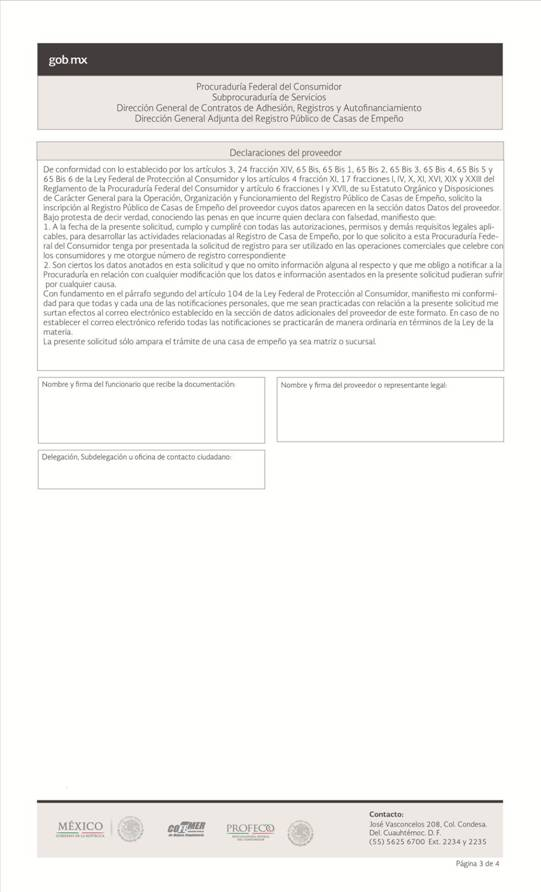 gob mx
Procuraduría Federal del Consumidor
Subprocuraduría de Servicios
Dirección General de Contratos de Adhesión, Registros y Autofinanciamiento
Dirección General Adjunta del Registro Público de Casas de Empeño
Declaraciones del proveedor
De conformidad con lo establecido por los artículos 3, 24 fracción XIV, 65 Bis, 65 Bis 1, 65 Bis 2, 65 Bis 3, 65 Bis 4, 65 Bis 5 y
65 Bis 6 de la Ley Federal de Protección al Consumidor y los artículos 4 fracción XI, 17 fracciones I, IV, X, XI, XVI, XIX y XXIII del
Reglamento de la Procuraduría Federal del Consumidor y artículo 6 fracciones I y XVII, de su Estatuto Orgánico y Disposiciones
de Carácter General para la Operación, Organización y Funcionamiento del Registro Público de Casas de Empeño, solicito la
inscripción al Registro Público de Casas de Empeño del proveedor cuyos datos aparecen en la sección datos Datos del proveedor.
Bajo protesta de decir verdad, conociendo las penas en que incurre quien declara con falsedad, manifiesto que:
1. A la fecha de la presente solicitud, cumplo y cumpliré con todas las autorizaciones, permisos y demás requisitos legales apli-
cables, para desarrollar las actividades relacionadas al Registro de Casa de Empeño, por lo que solicito a esta Procuraduría Fede-
ral del Consumidor tenga por presentada la solicitud de registro para ser utilizado en las operaciones comerciales que celebre con
los consumidores y me otorgue número de registro correspondiente
2. Son ciertos los datos anotados en esta solicitud y que no omito información alguna al respecto y que me obligo a notificar a la
Procuraduría en relación con cualquier modificación que los datos e información asentados en la presente solicitud pudieran sufrir
por cualquier causa.
Con fundamento en el párrafo segundo del artículo 104 de la Ley Federal de Protección al Consumidor, manifiesto mi conformi-
dad para que todas y cada una de las notificaciones personales, que me sean practicadas con relación a la presente solicitud me
surtan efectos al correo electrónico establecido en la sección de datos adicionales del proveedor de este formato. En caso de no
establecer el correo electrónico referido todas las notificaciones se practicarán de manera ordinaria en términos de la Ley de la
materia.
La presente solicitud sólo ampara el trámite de una casa de empeño ya sea matriz o sucursal.
Nombre y firma del funcionario que recibe la documentación:
Nombre y firma del proveedor o representante legal:
Delegación, Subdelegación u oficina de contacto ciudadano:
MÉXICO
GOBIERNO DE LA REPÚBLICA
PROFECO
Contacto:
José Vasconcelos 208, Col. Condesa.
Del. Cuauhtémoc. D. F.
(55) 5625 6700 Ext. 2234 y 2235
Página 3 de 4